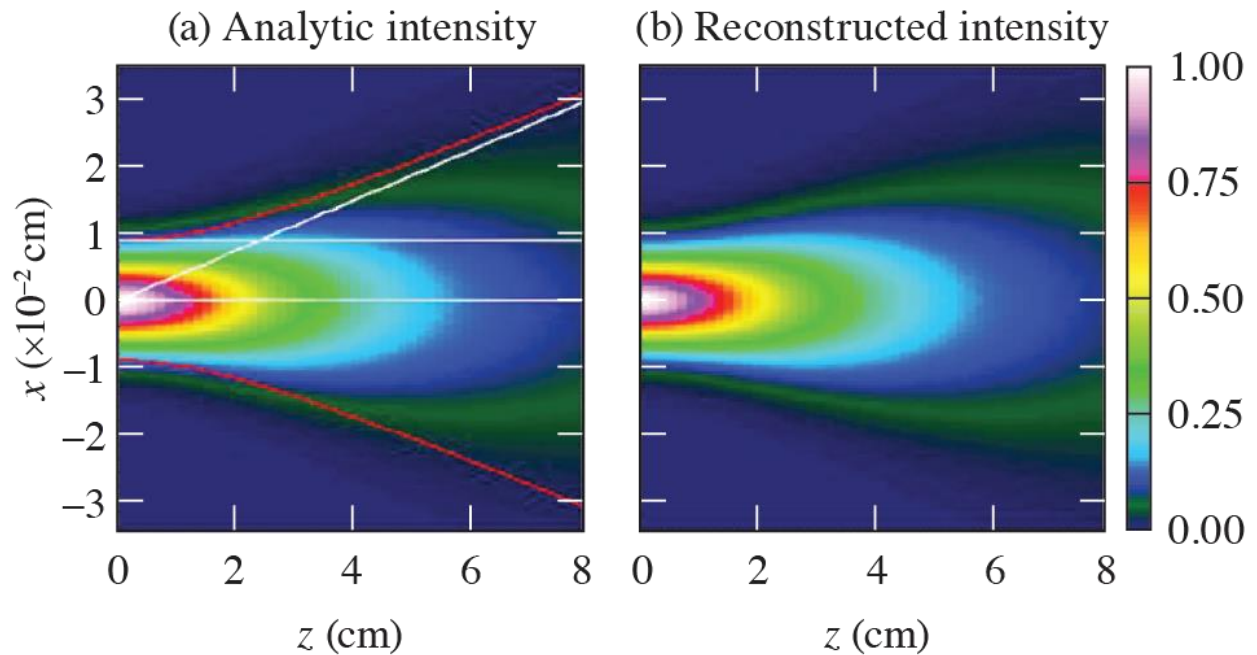 (a) Analytic intensity
(b) Reconstructed intensity
x (×10⁻² cm)
3
2
1
0
−1
−2
−3
0 2 4 6 8
z (cm)
0 2 4 6 8
z (cm)
1.00
0.75
0.50
0.25
0.00